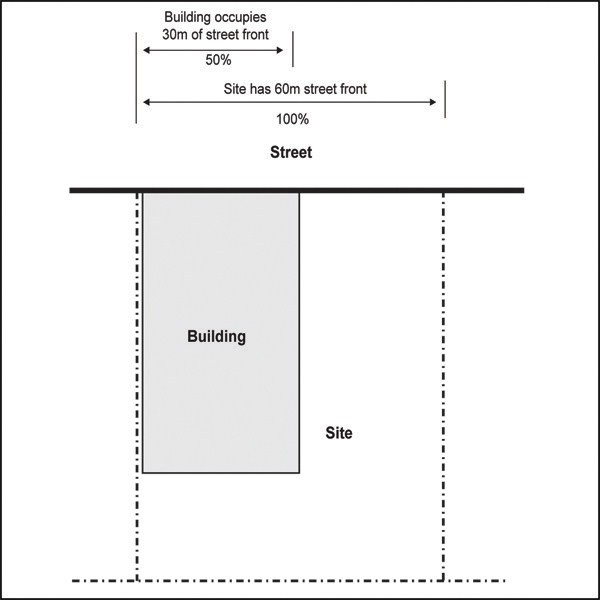 Building occupies
30m of street front
50%
Site has 60m street front
100%
Street
Building
Site